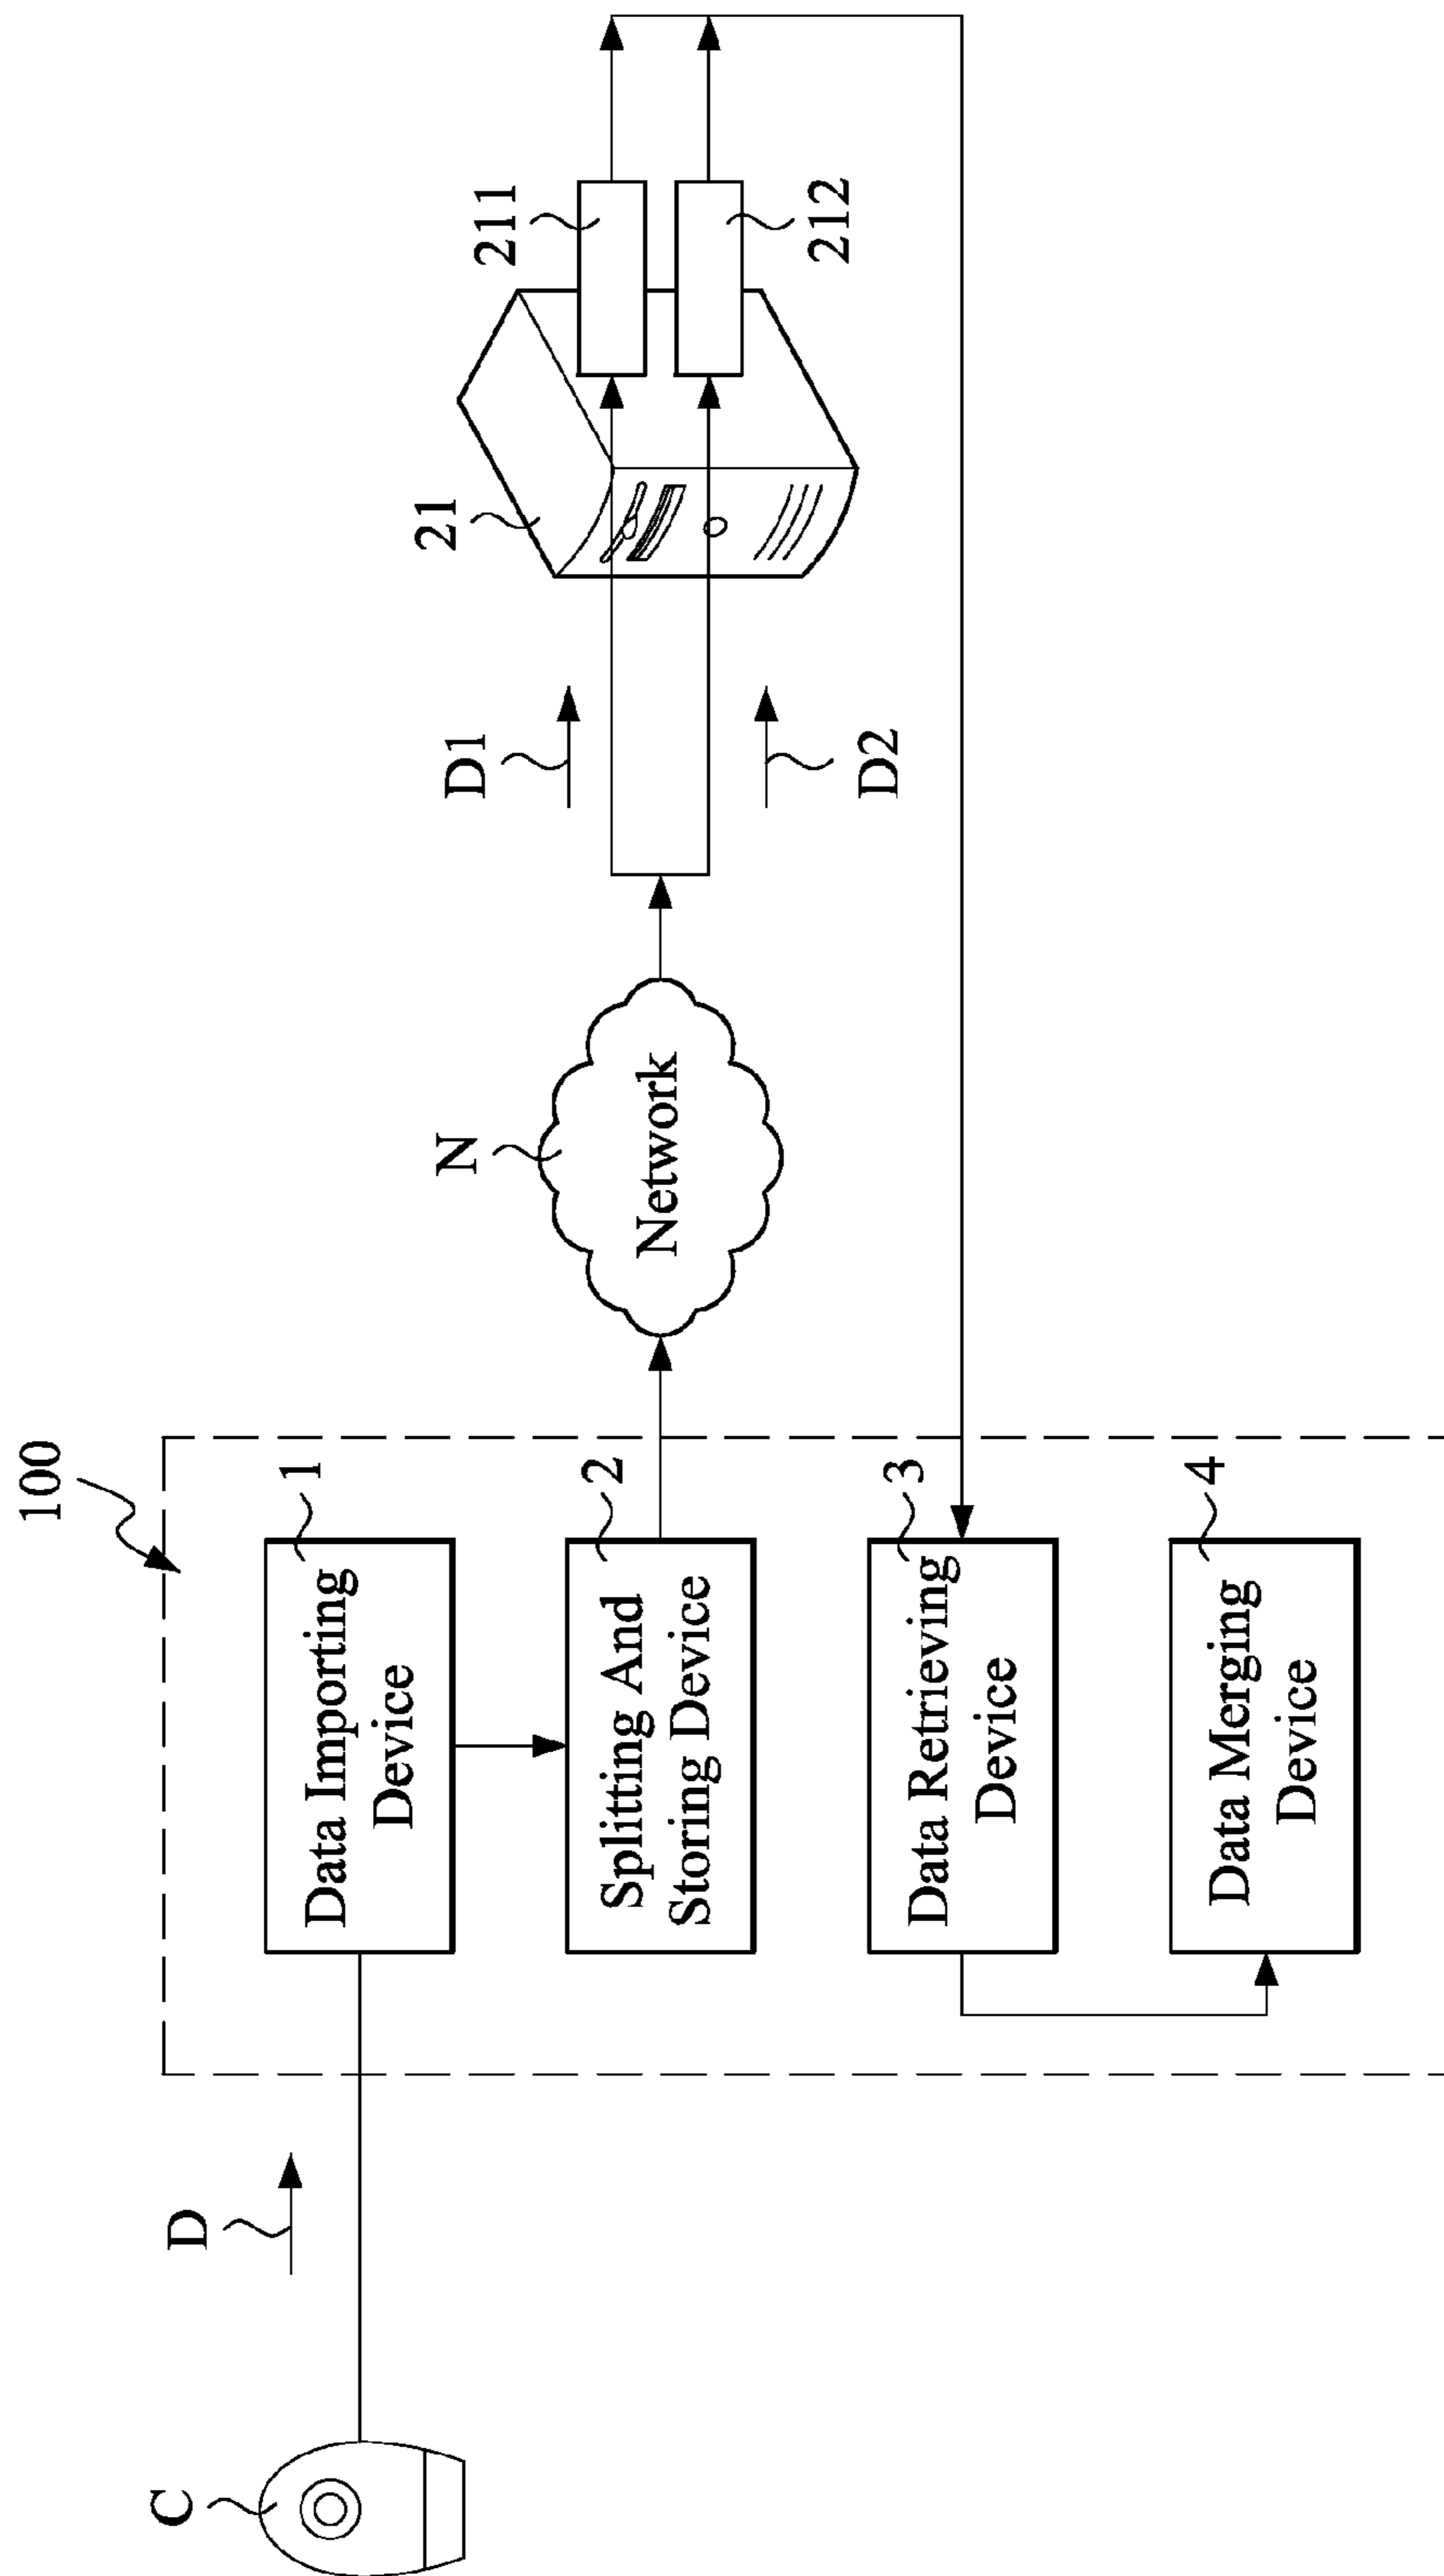 100
C
D
1
Data Importing
Device
2
Splitting And
Storing Device
3
Data Retrieving
Device
4
Data Merging
Device
N
Network
D1
D2
21
211
212